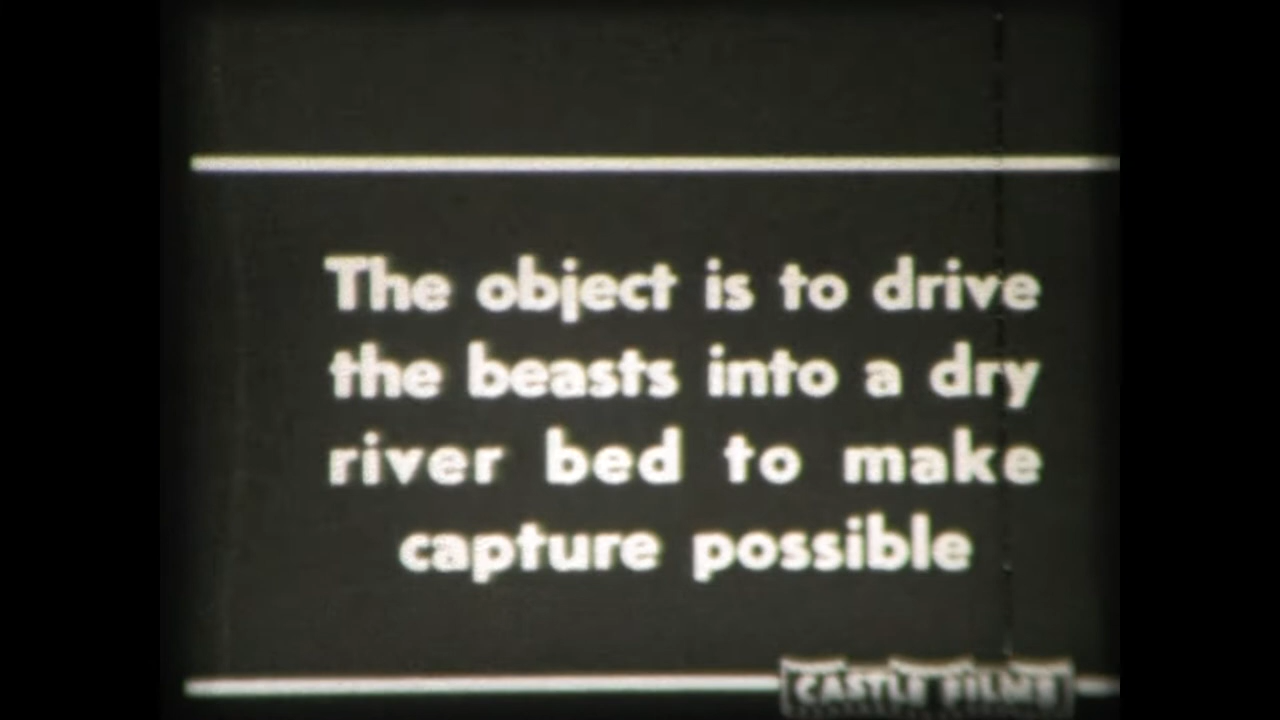 The object is to drive
the beasts into a dry
river bed to make
capture possible
CASTLE FILMS